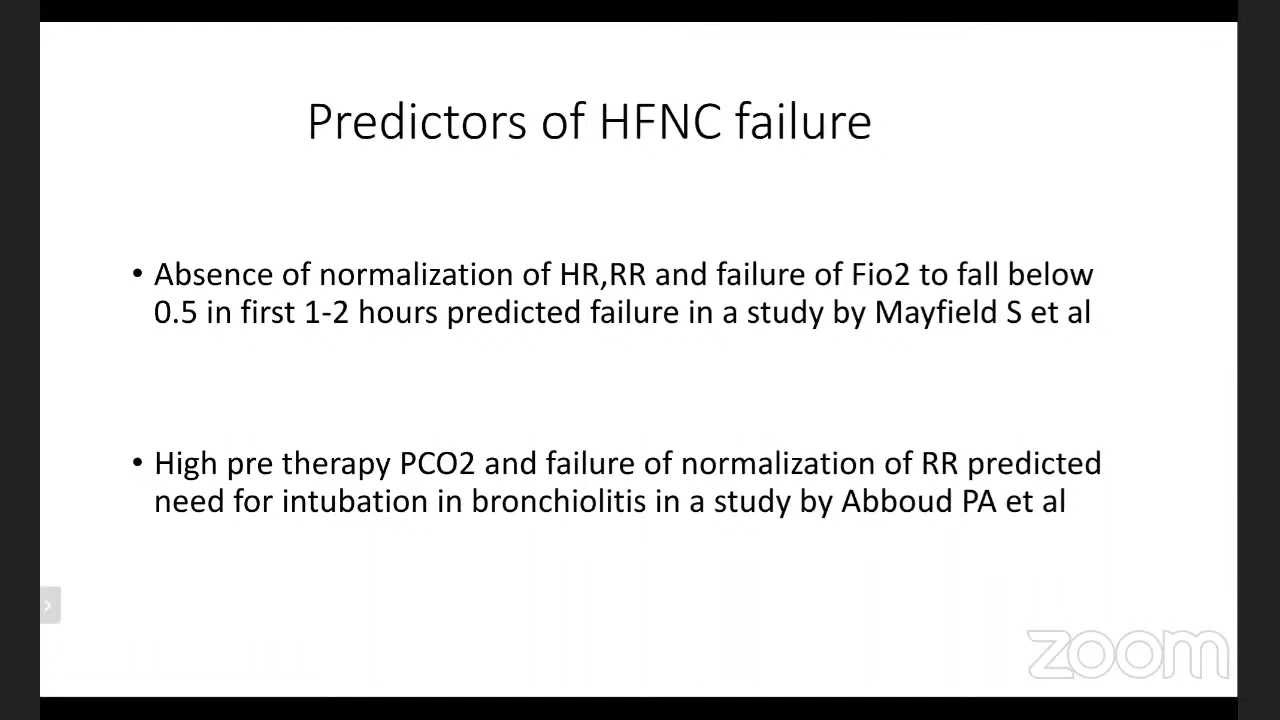 Predictors of HFNC failure
• Absence of normalization of HR,RR and failure of Fio2 to fall below
0.5 in first 1-2 hours predicted failure in a study by Mayfield S et al
• High pre therapy PCO2 and failure of normalization of RR predicted
need for intubation in bronchiolitis in a study by Abboud PA et al
zoom